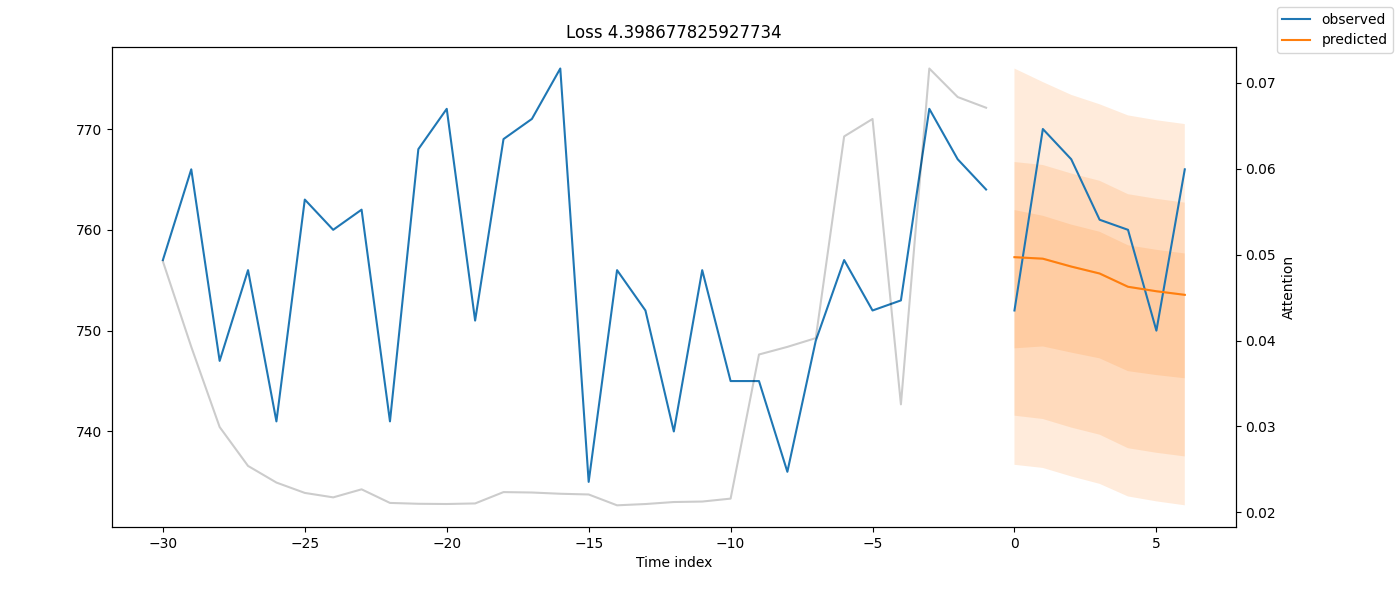 Loss 4.398677825927734
observed
predicted
770
760
750
740
0.07
0.06
0.05
0.04
0.03
0.02
Attention
−30 −25 −20 −15 −10 −5 0 5
Time index